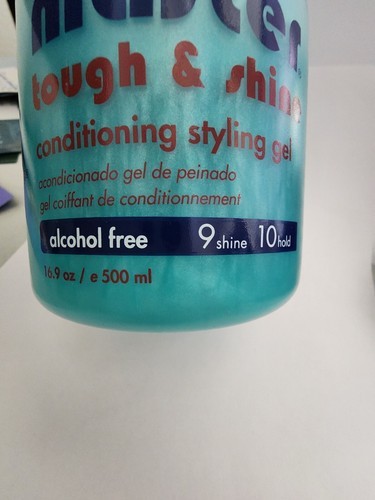 master
tough & shine
conditioning styling gel
acondicionado gel de peinado
gel coiffant de conditionnement
alcohol free 9 shine 10 hold
16.9 oz / e 500 ml